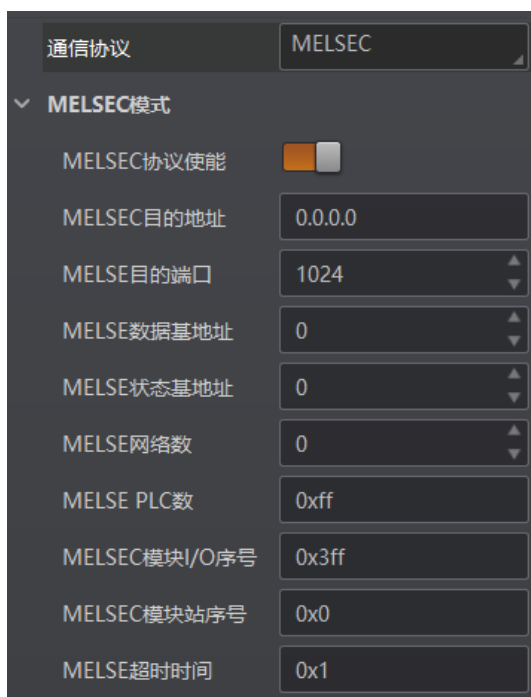 通信协议 MELSEC
MELSEC模式
MELSEC协议使能
MELSEC目的地址 0.0.0.0
MELSE目的端口 1024
MELSE数据基地址 0
MELSE状态基地址 0
MELSE网络数 0
MELSE PLC数 0xff
MELSEC模块I/O序号 0x3ff
MELSEC模块站序号 0x0
MELSE超时时间 0x1